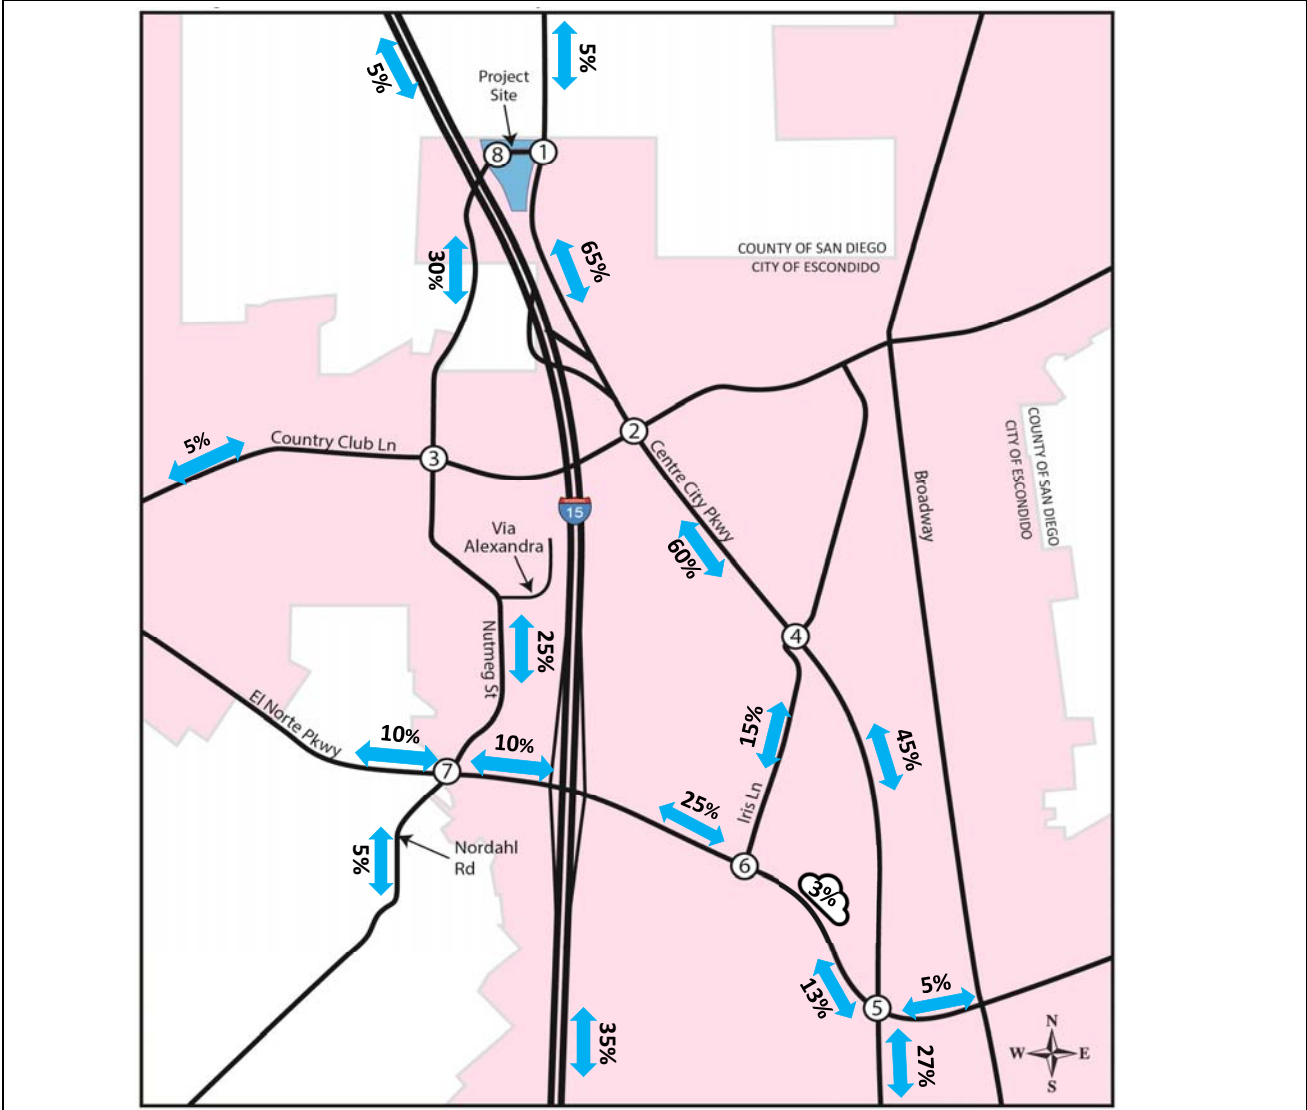 5%
5%
Project
Site
8
1
30%
65%
COUNTY OF SAN DIEGO
CITY OF ESCONDIDO
5%
Country Club Ln
3
2
Centre City Pkwy
Broadway
COUNTY OF SAN DIEGO
CITY OF ESCONDIDO
15
Via
Alexandra
60%
4
Nutmeg St
25%
El Norte Pkwy
10%
10%
7
15%
45%
25%
Iris Ln
6
3%
5%
Nordahl
Rd
13%
5
5%
35%
27%
N
W
E
S